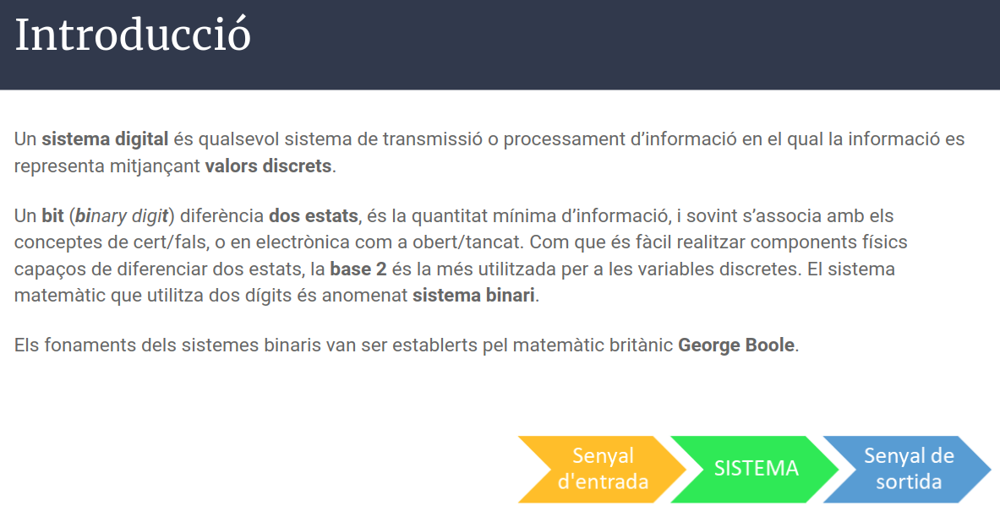 Introducció
Un sistema digital és qualsevol sistema de transmissió o processament d’informació en el qual la informació es
representa mitjançant valors discrets.
Un bit (binary digit) diferència dos estats, és la quantitat mínima d’informació, i sovint s’associa amb els
conceptes de cert/fals, o en electrònica com a obert/tancat. Com que és fàcil realitzar components físics
capaços de diferenciar dos estats, la base 2 és la més utilitzada per a les variables discretes. El sistema
matemàtic que utilitza dos dígits és anomenat sistema binari.
Els fonaments dels sistemes binaris van ser establerts pel matemàtic britànic George Boole.
Senyal
d'entrada
SISTEMA
Senyal de
sortida